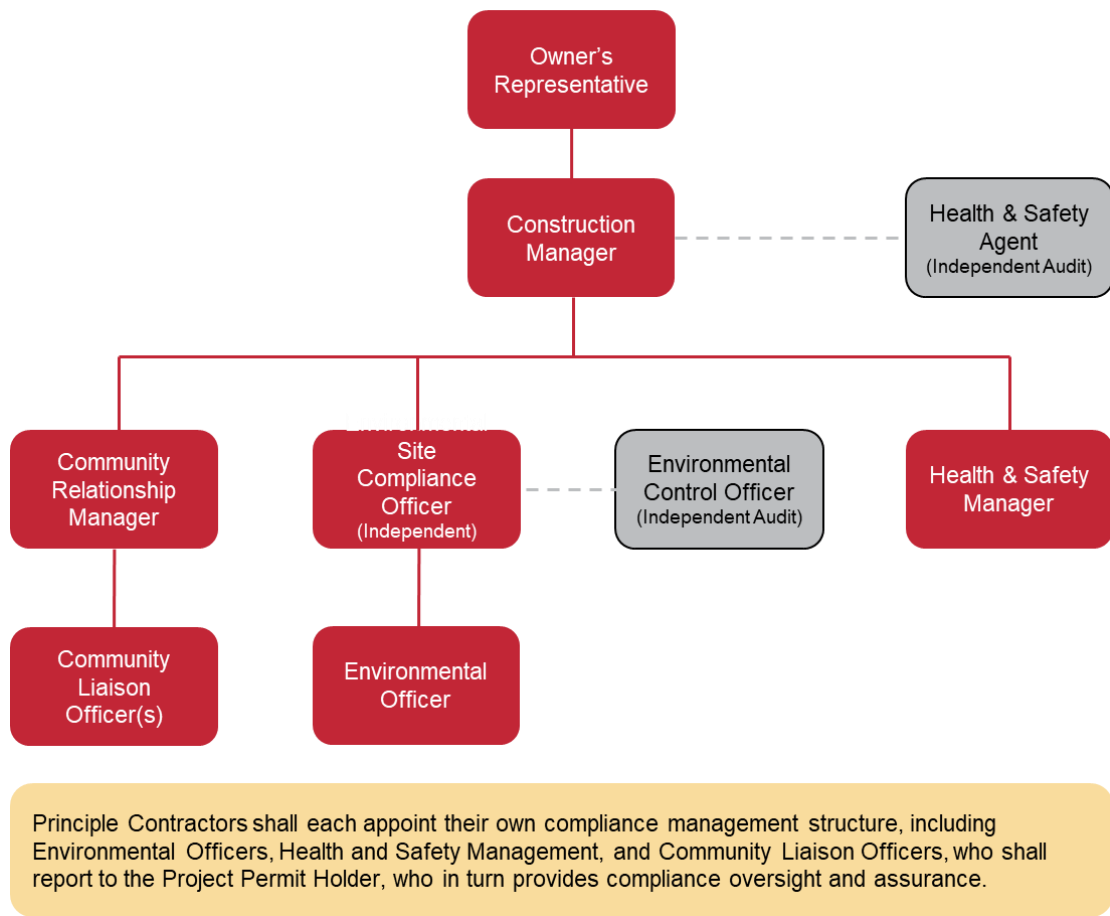 Owner’s
Representative
Construction
Manager
Health & Safety
Agent
(Independent Audit)
Community
Relationship
Manager
Site
Compliance
Officer
(Independent)
Environmental
Control Officer
(Independent Audit)
Health & Safety
Manager
Community
Liaison
Officer(s)
Environmental
Officer
Principle Contractors shall each appoint their own compliance management structure, including
Environmental Officers, Health and Safety Management, and Community Liaison Officers, who shall
report to the Project Permit Holder, who in turn provides compliance oversight and assurance.